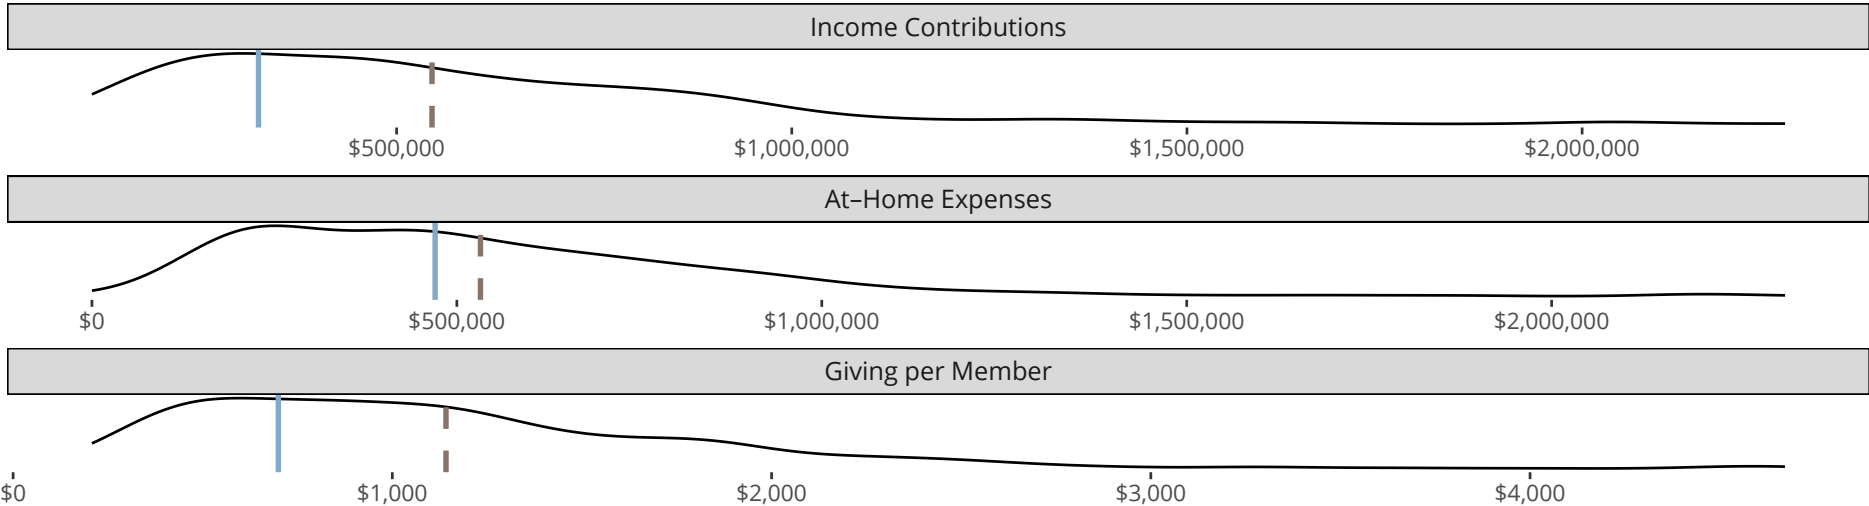 Income Contributions
$500,000 $1,000,000 $1,500,000 $2,000,000
At–Home Expenses
$0 $500,000 $1,000,000 $1,500,000 $2,000,000
Giving per Member
$0 $1,000 $2,000 $3,000 $4,000